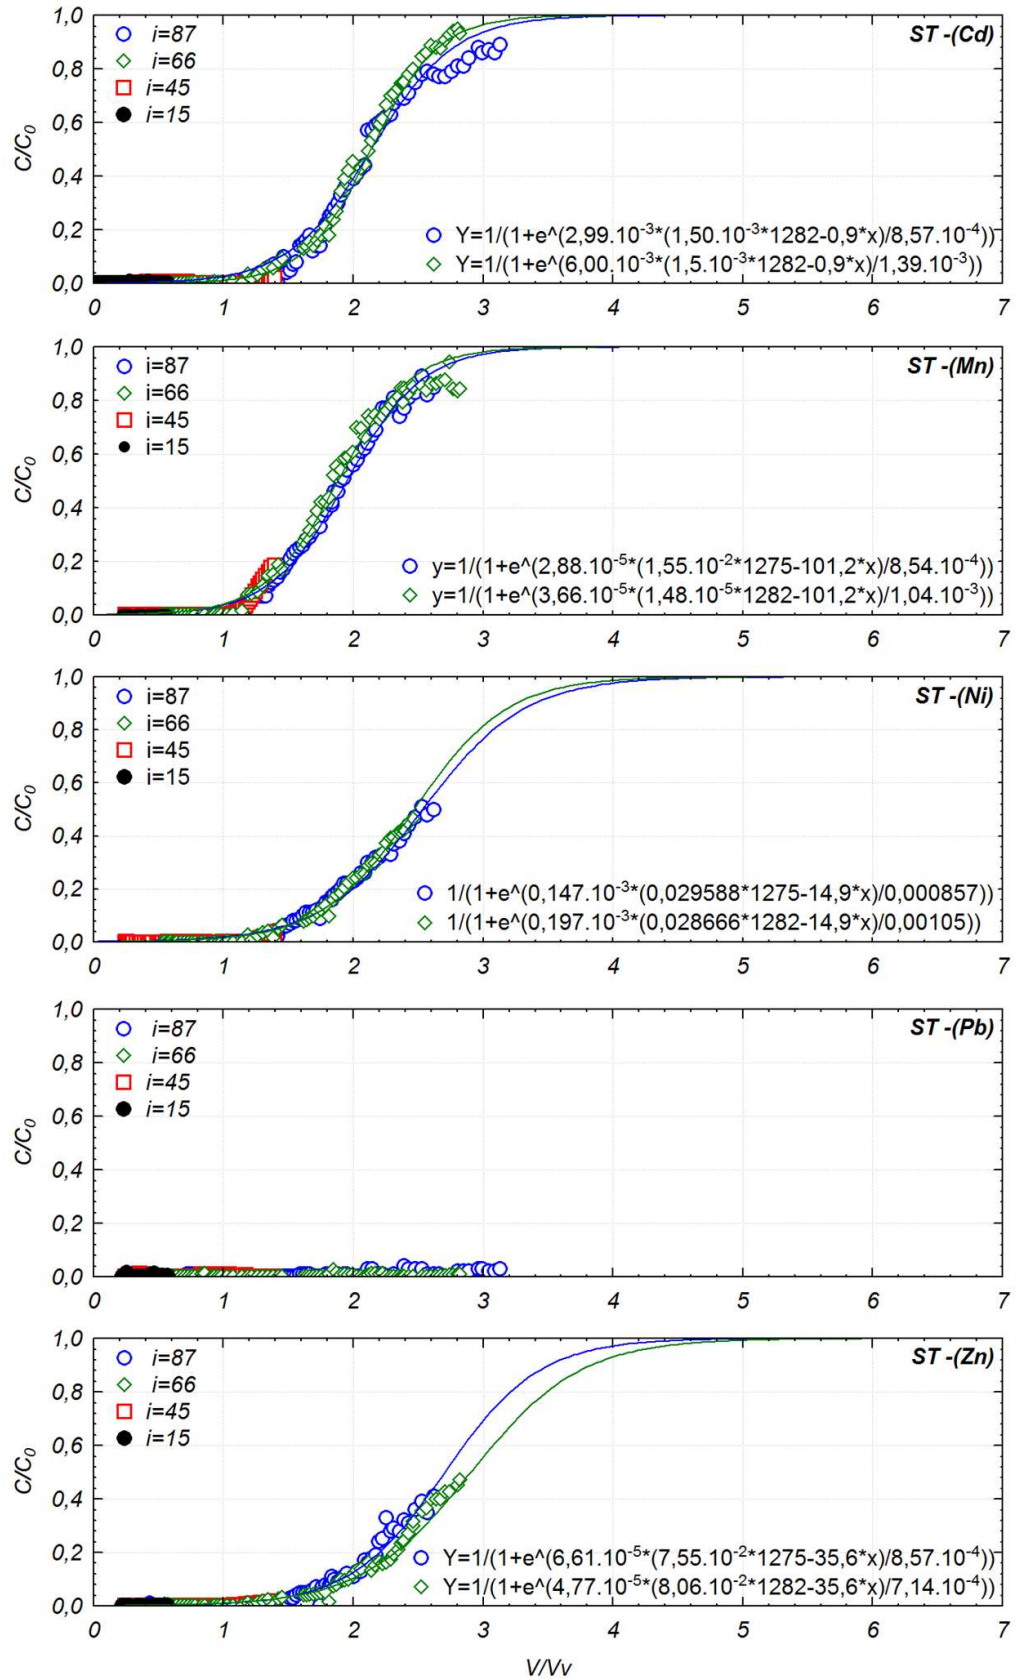 1,0
0,8
0,6
0,4
0,2
0,0
C/C0
i=87
i=66
i=45
i=15
ST -(Cd)
Y=1/(1+e^(2,99.10-3*(1,50.10-3*1282-0,9*x)/8,57.10-4))
Y=1/(1+e^(6,00.10-3*(1,5.10-3*1282-0,9*x)/1,39.10-3))
0 1 2 3 4 5 6 7
1,0
0,8
0,6
0,4
0,2
0,0
C/C0
i=87
i=66
i=45
i=15
ST -(Mn)
y=1/(1+e^(2,88.10-5*(1,55.10-2*1275-101,2*x)/8,54.10-4))
y=1/(1+e^(3,66.10-5*(1,48.10-5*1282-101,2*x)/1,04.10-3))
0 1 2 3 4 5 6 7
1,0
0,8
0,6
0,4
0,2
0,0
C/C0
i=87
i=66
i=45
i=15
ST -(Ni)
1/(1+e^(0,147.10-3*(0,029588*1275-14,9*x)/0,000857))
1/(1+e^(0,197.10-3*(0,028666*1282-14,9*x)/0,00105))
0 1 2 3 4 5 6 7
1,0
0,8
0,6
0,4
0,2
0,0
C/C0
i=87
i=66
i=45
i=15
ST -(Pb)
0 1 2 3 4 5 6 7
1,0
0,8
0,6
0,4
0,2
0,0
C/C0
i=87
i=66
i=45
i=15
ST -(Zn)
Y=1/(1+e^(6,61.10-5*(7,55.10-2*1275-35,6*x)/8,57.10-4))
Y=1/(1+e^(4,77.10-5*(8,06.10-2*1282-35,6*x)/7,14.10-4))
0 1 2 3 4 5 6 7
V/Vv